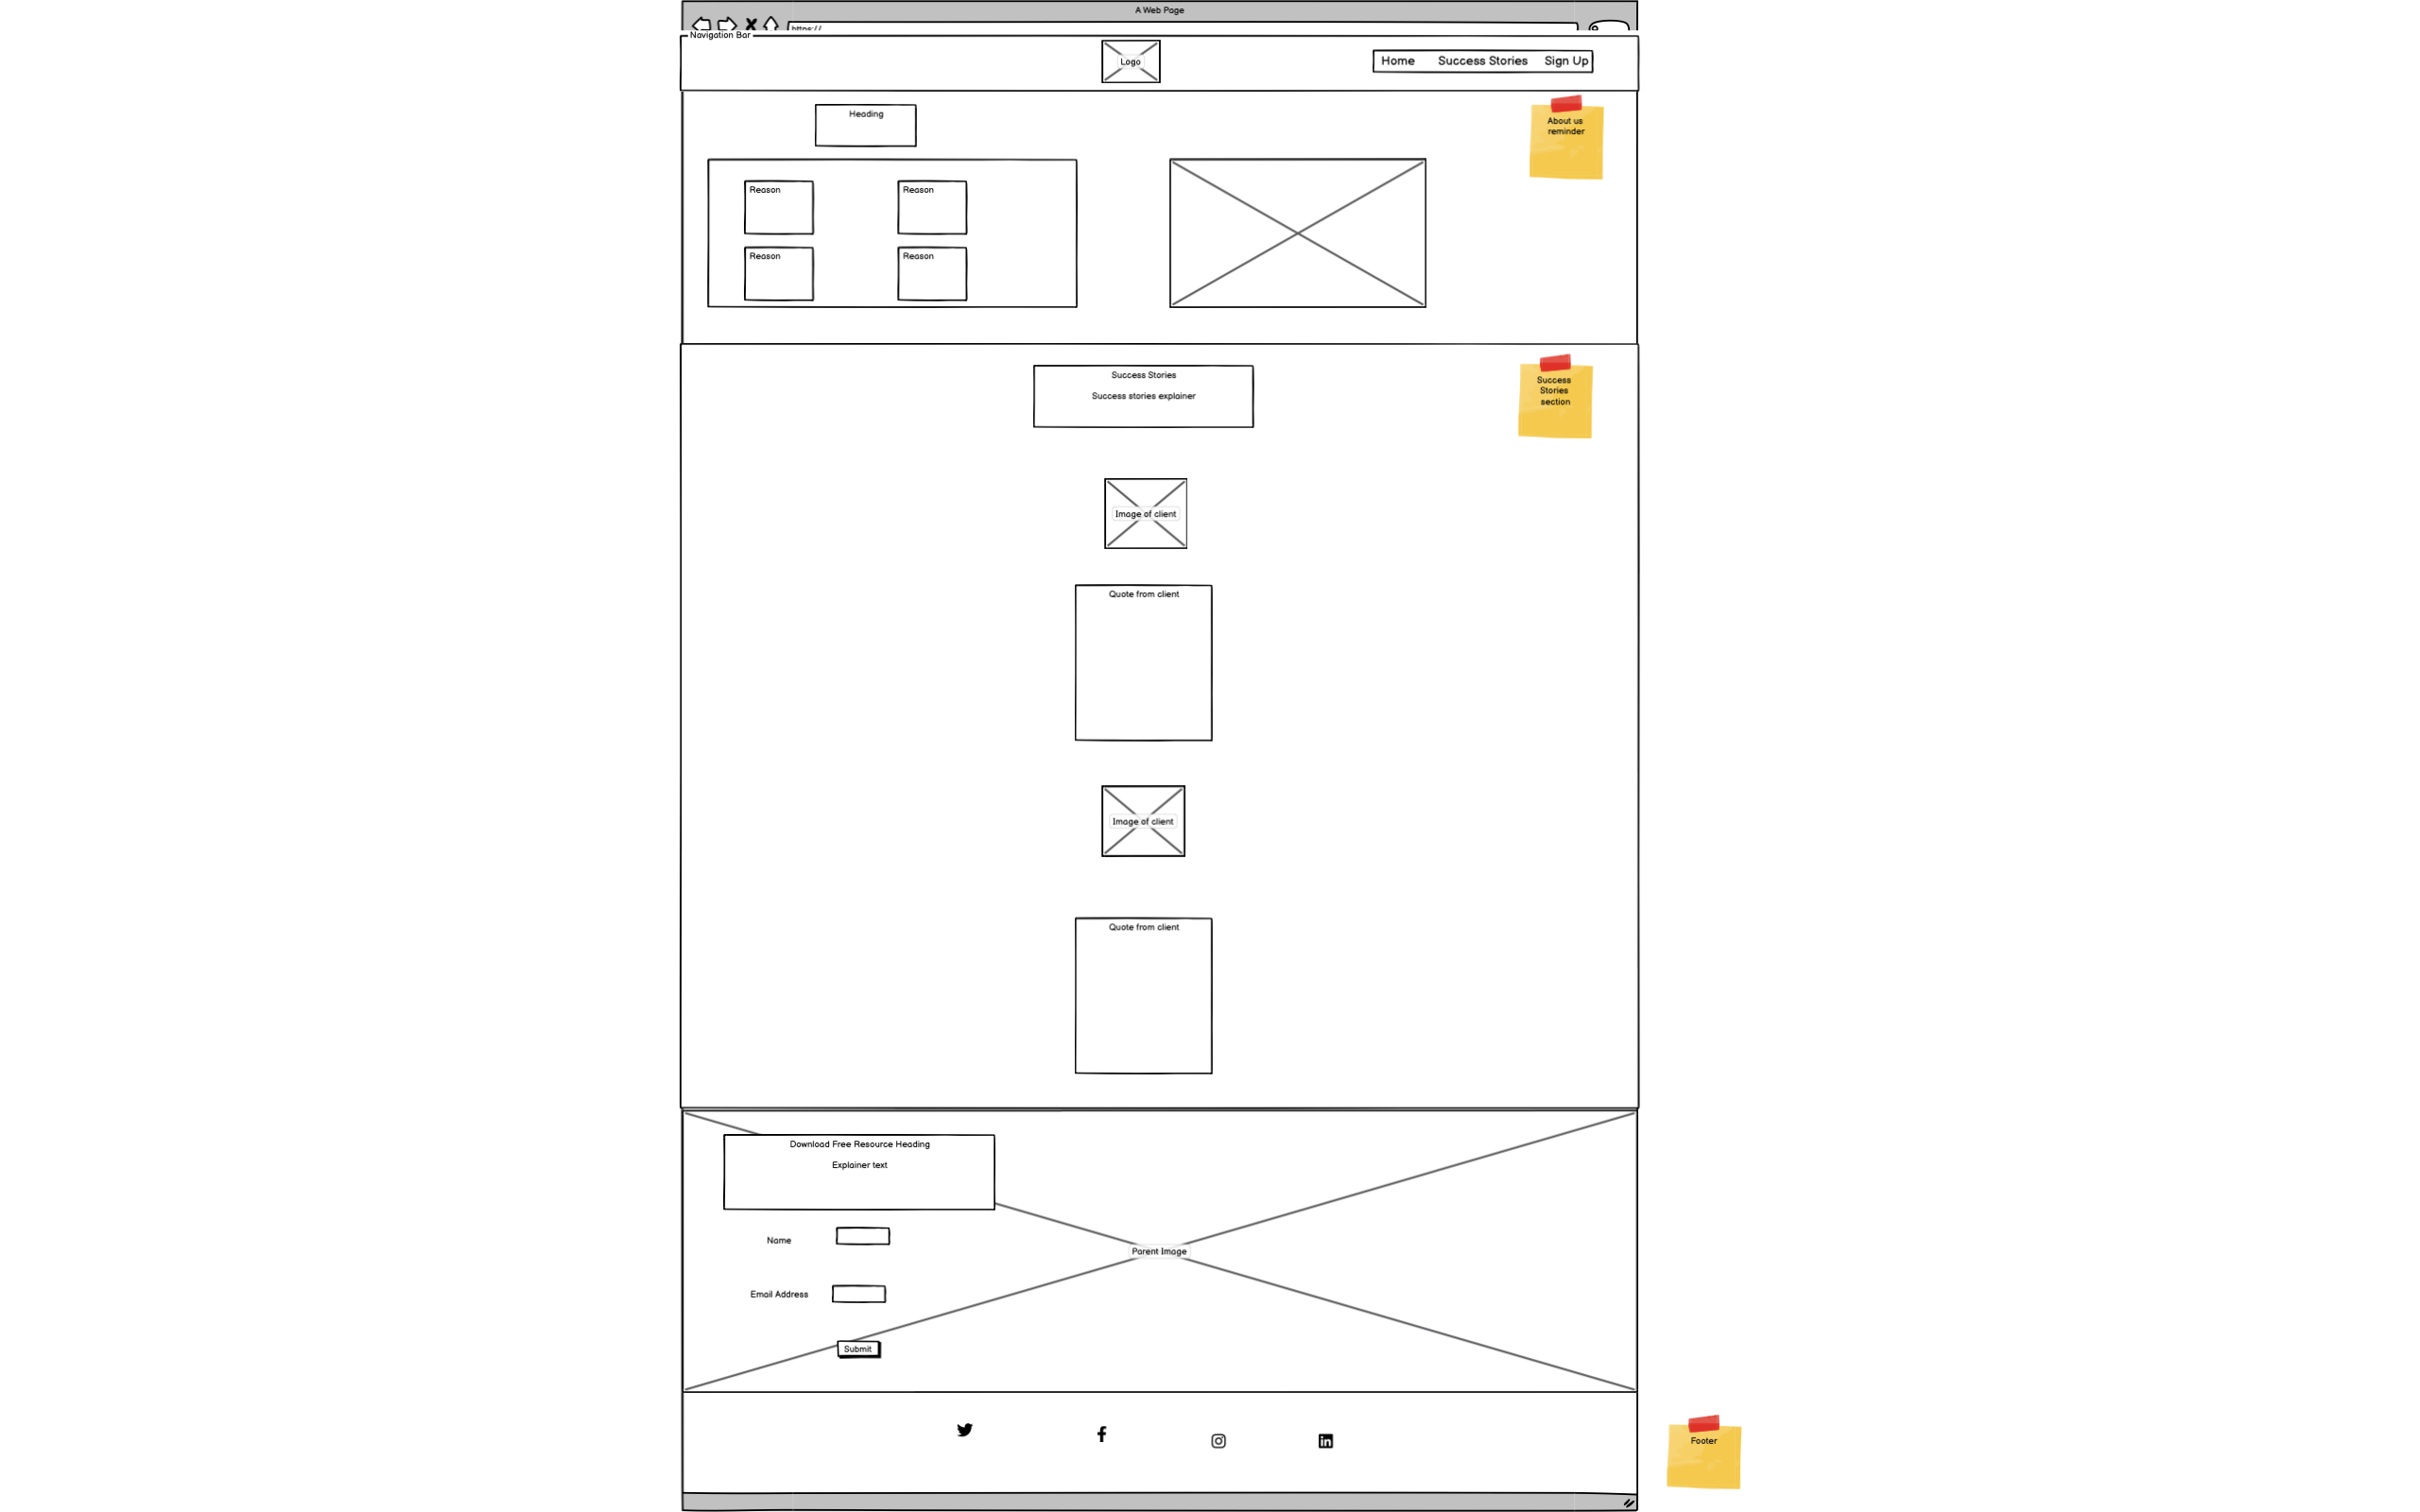 A Web Page
https://
Navigation Bar
Logo
Home Success Stories Sign Up
Heading
About us
reminder
Reason Reason
Reason Reason
Success Stories
Success stories explainer
Success
Stories
section
Image of client
Quote from client
Image of client
Quote from client
Download Free Resource Heading
Explainer text
Name
Parent Image
Email Address
Submit
Footer